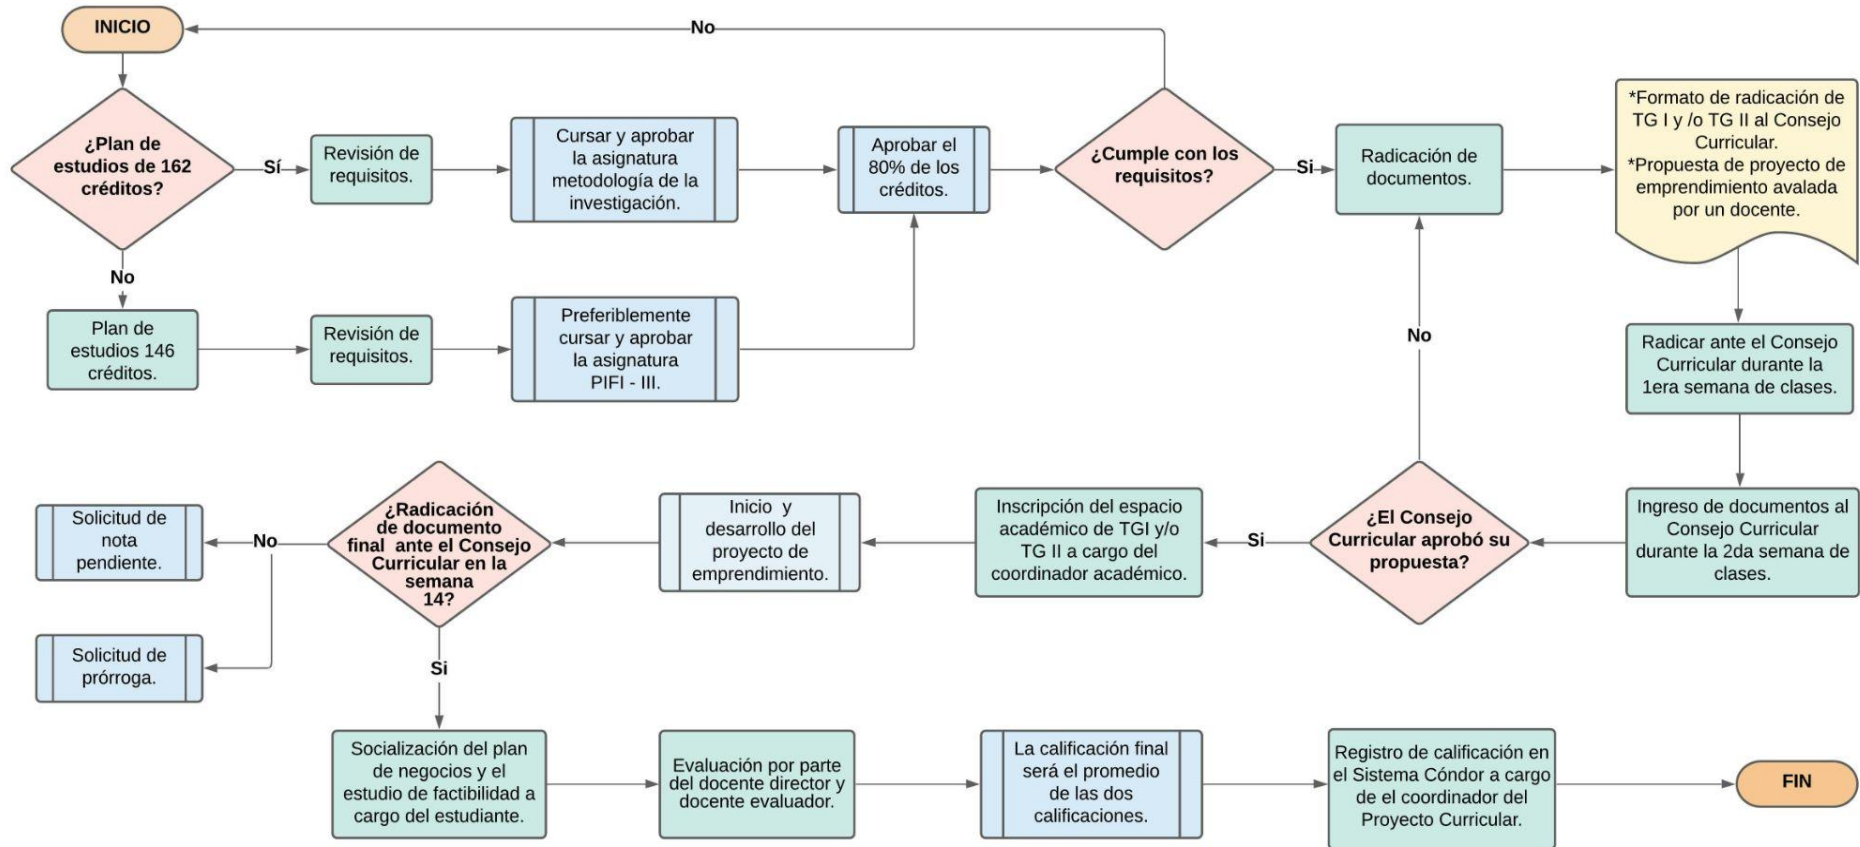 INICIO
No
¿Plan de
estudios de 162
créditos?
Sí
Revisión de
requisitos.
Cursar y aprobar
la asignatura
metodología de la
investigación.
Aprobar el
80% de los
créditos.
¿Cumple con los
requisitos?
Si
Radicación de
documentos.
*Formato de radicación de
TG I y /o TG II al Consejo
Curricular.
*Propuesta de proyecto de
emprendimiento avalada
por un docente.
No
Plan de
estudios 146
créditos.
Revisión de
requisitos.
Preferiblemente
cursar y aprobar
la asignatura
PIFI - III.
No
Radicar ante el Consejo
Curricular durante la
1era semana de clases.
Ingreso de documentos al
Consejo Curricular
durante la 2da semana de
clases.
¿El Consejo
Curricular aprobó su
propuesta?
Si
Inscripción del espacio
académico de TGI y/o
TG II a cargo del
coordinador académico.
Inicio y
desarrollo del
proyecto de
emprendimiento.
¿Radicación
de documento
final ante el Consejo
Curricular en la
semana
14?
No
Solicitud de
nota
pendiente.
Solicitud de
prórroga.
Si
Socialización del plan
de negocios y el
estudio de factibilidad a
cargo del estudiante.
Evaluación por parte
del docente director y
docente evaluador.
La calificación final
será el promedio
de las dos
calificaciones.
Registro de calificación en
el Sistema Cóndor a cargo
de el coordinador del
Proyecto Curricular.
FIN